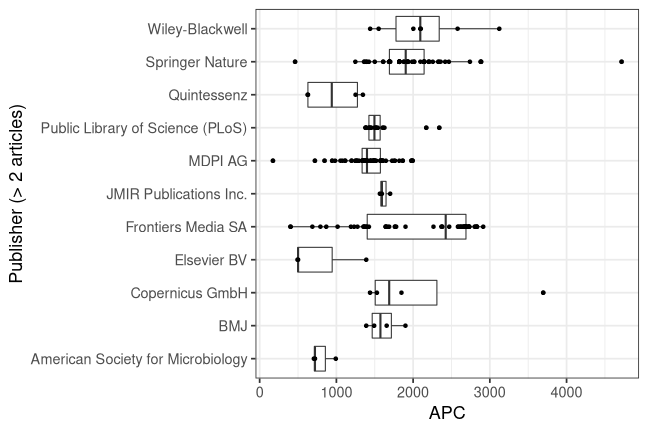 Publisher (> 2 articles)
Wiley-Blackwell
Springer Nature
Quintessenz
Public Library of Science (PLoS)
MDPI AG
JMIR Publications Inc.
Frontiers Media SA
Elsevier BV
Copernicus GmbH
BMJ
American Society for Microbiology
0 1000 2000 3000 4000
APC